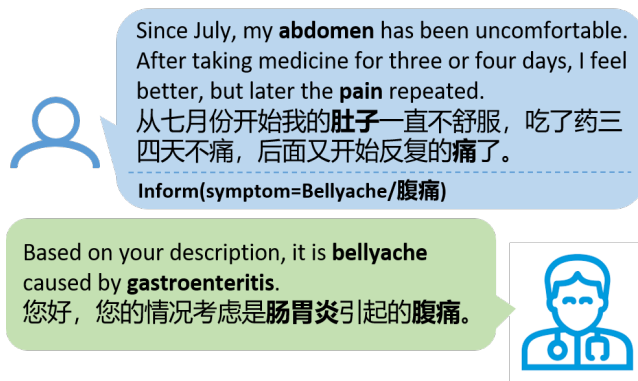 Since July, my abdomen has been uncomfortable.
After taking medicine for three or four days, I feel
better, but later the pain repeated.
从七月份开始我的肚子一直不舒服，吃了药三
四天不痛，后面又开始反复的痛了。
Inform(symptom=Bellyache/腹痛)
Based on your description, it is bellyache
caused by gastroenteritis.
您好，您的情况考虑是肠胃炎引起的腹痛。